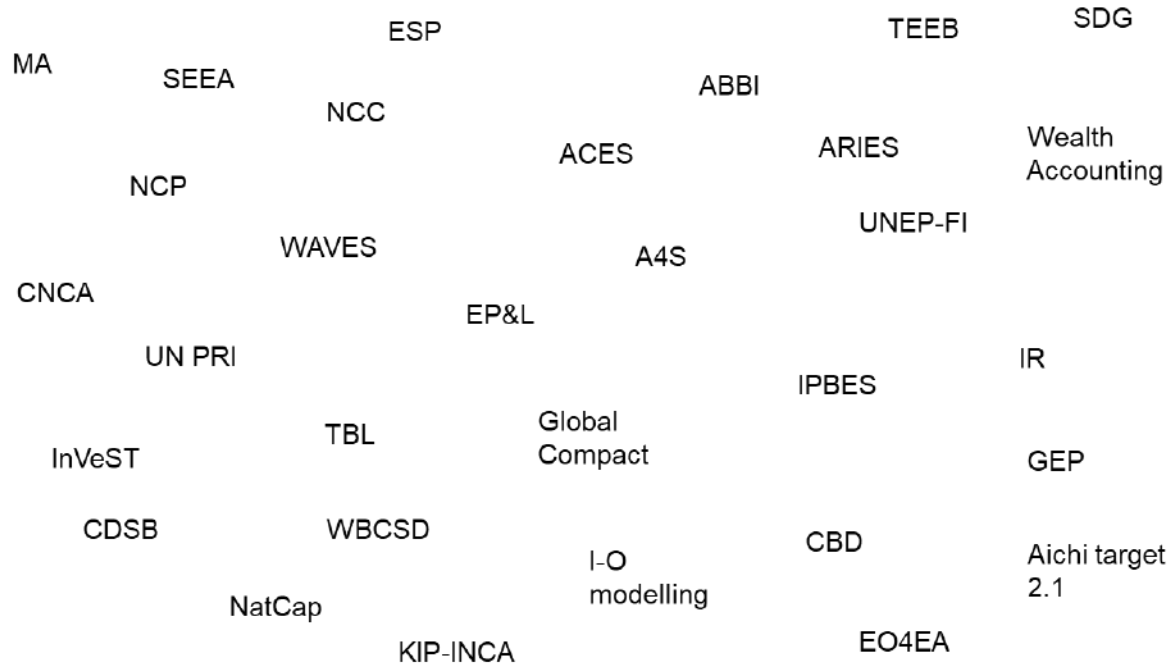 ESP
TEEB
SDG
MA
SEEA
ABBI
NCC
ACES
ARIES
Wealth
Accounting
NCP
UNEP-FI
WAVES
A4S
CNCA
EP&L
UN PRI
IR
IPBES
TBL
Global
Compact
InVeST
GEP
CDSB
WBCSD
I-O
modelling
CBD
Aichi target
2.1
NatCap
KIP-INCA
EO4EA